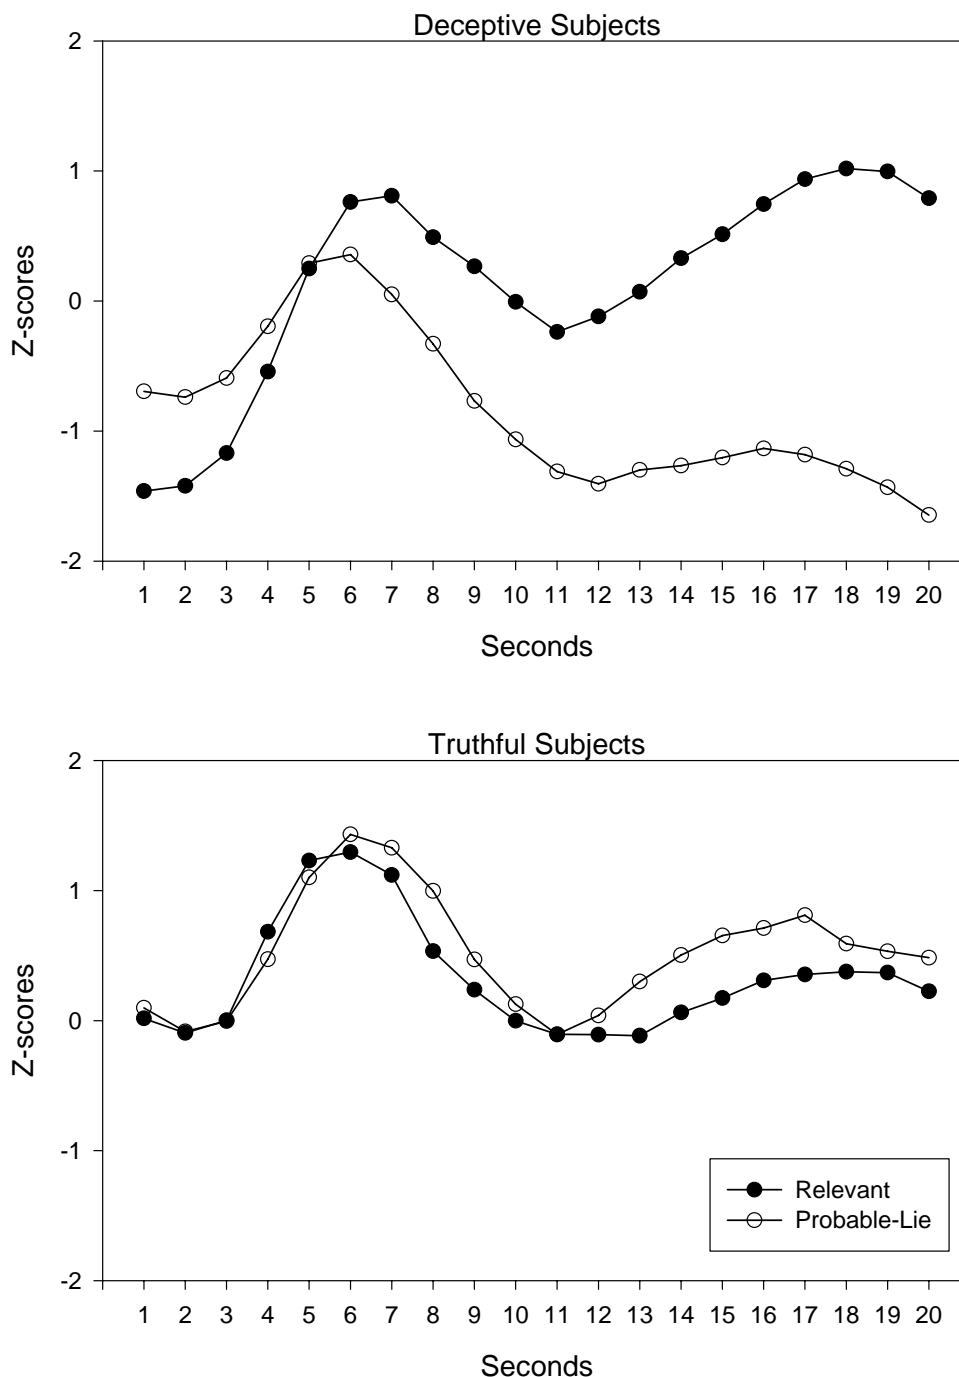 Deceptive Subjects
2
1
0
-1
-2
Z-scores
1 2 3 4 5 6 7 8 9 10 11 12 13 14 15 16 17 18 19 20
Seconds
Truthful Subjects
2
1
0
-1
-2
Z-scores
Relevant
Probable-Lie
1 2 3 4 5 6 7 8 9 10 11 12 13 14 15 16 17 18 19 20
Seconds